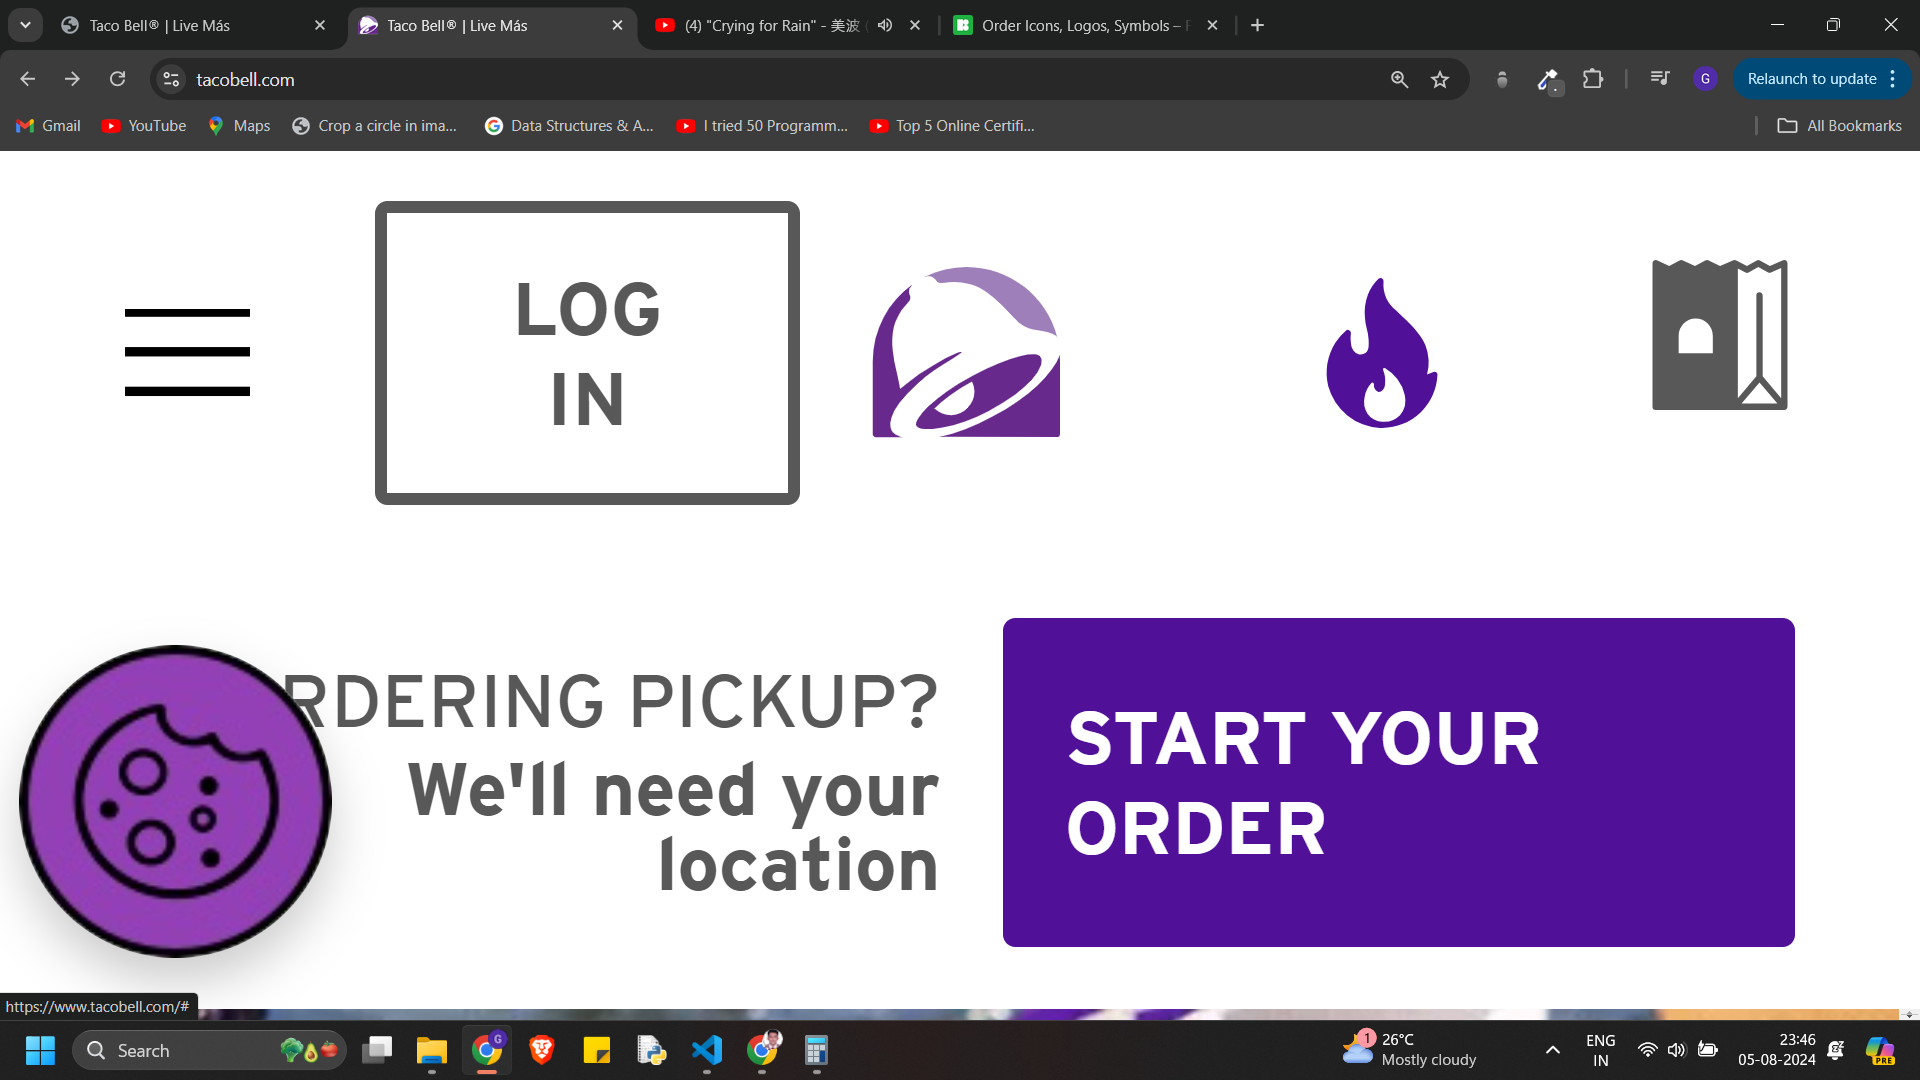 Taco Bell® | Live Más
Taco Bell® | Live Más
(4) "Crying for Rain" - 美波
Order Icons, Logos, Symbols –
tacobell.com
G
Relaunch to update
Gmail
YouTube
Maps
Crop a circle in ima...
Data Structures & A...
I tried 50 Programm...
Top 5 Online Certifi...
All Bookmarks
LOG
IN
RDERING PICKUP?
We'll need your
location
START YOUR
ORDER
https://www.tacobell.com/#
Search
G
1
26°C
Mostly cloudy
ENG
IN
23:46
05-08-2024
PRE